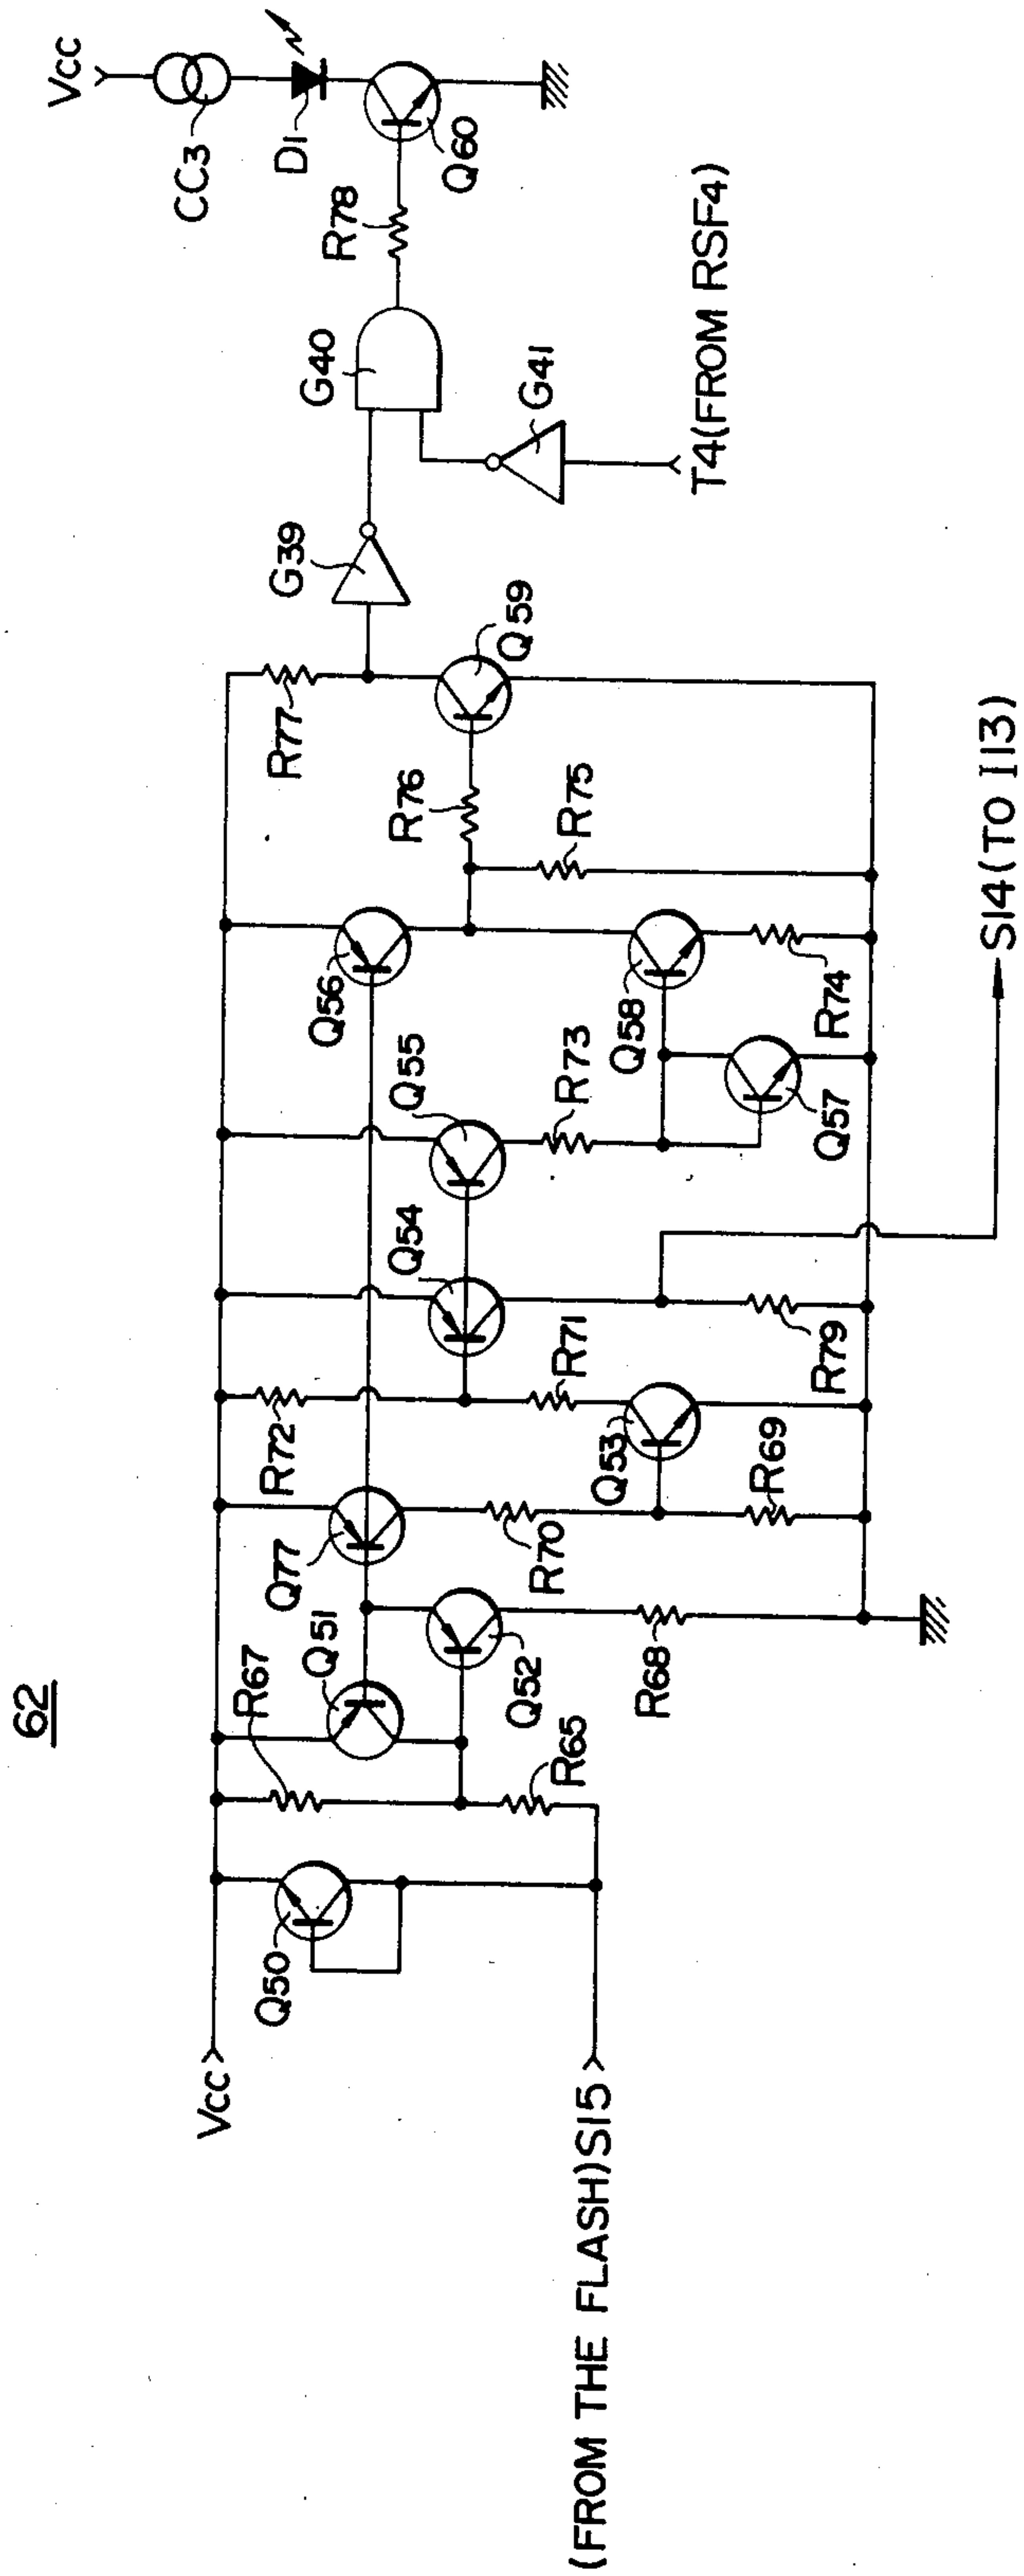 62
Vcc
Q50
R67
Q51
Q77
R72
Q54
Q55
Q56
R77
G39
G40
R78
CC3
Vcc
D1
Q60
R65
Q52
R68
R70
Q53
R71
R69
R79
R73
Q58
Q57
R74
R76
R75
Q59
G41
T4(FROM RSF4)
(FROM THE FLASH)S15
S14(TO I113)